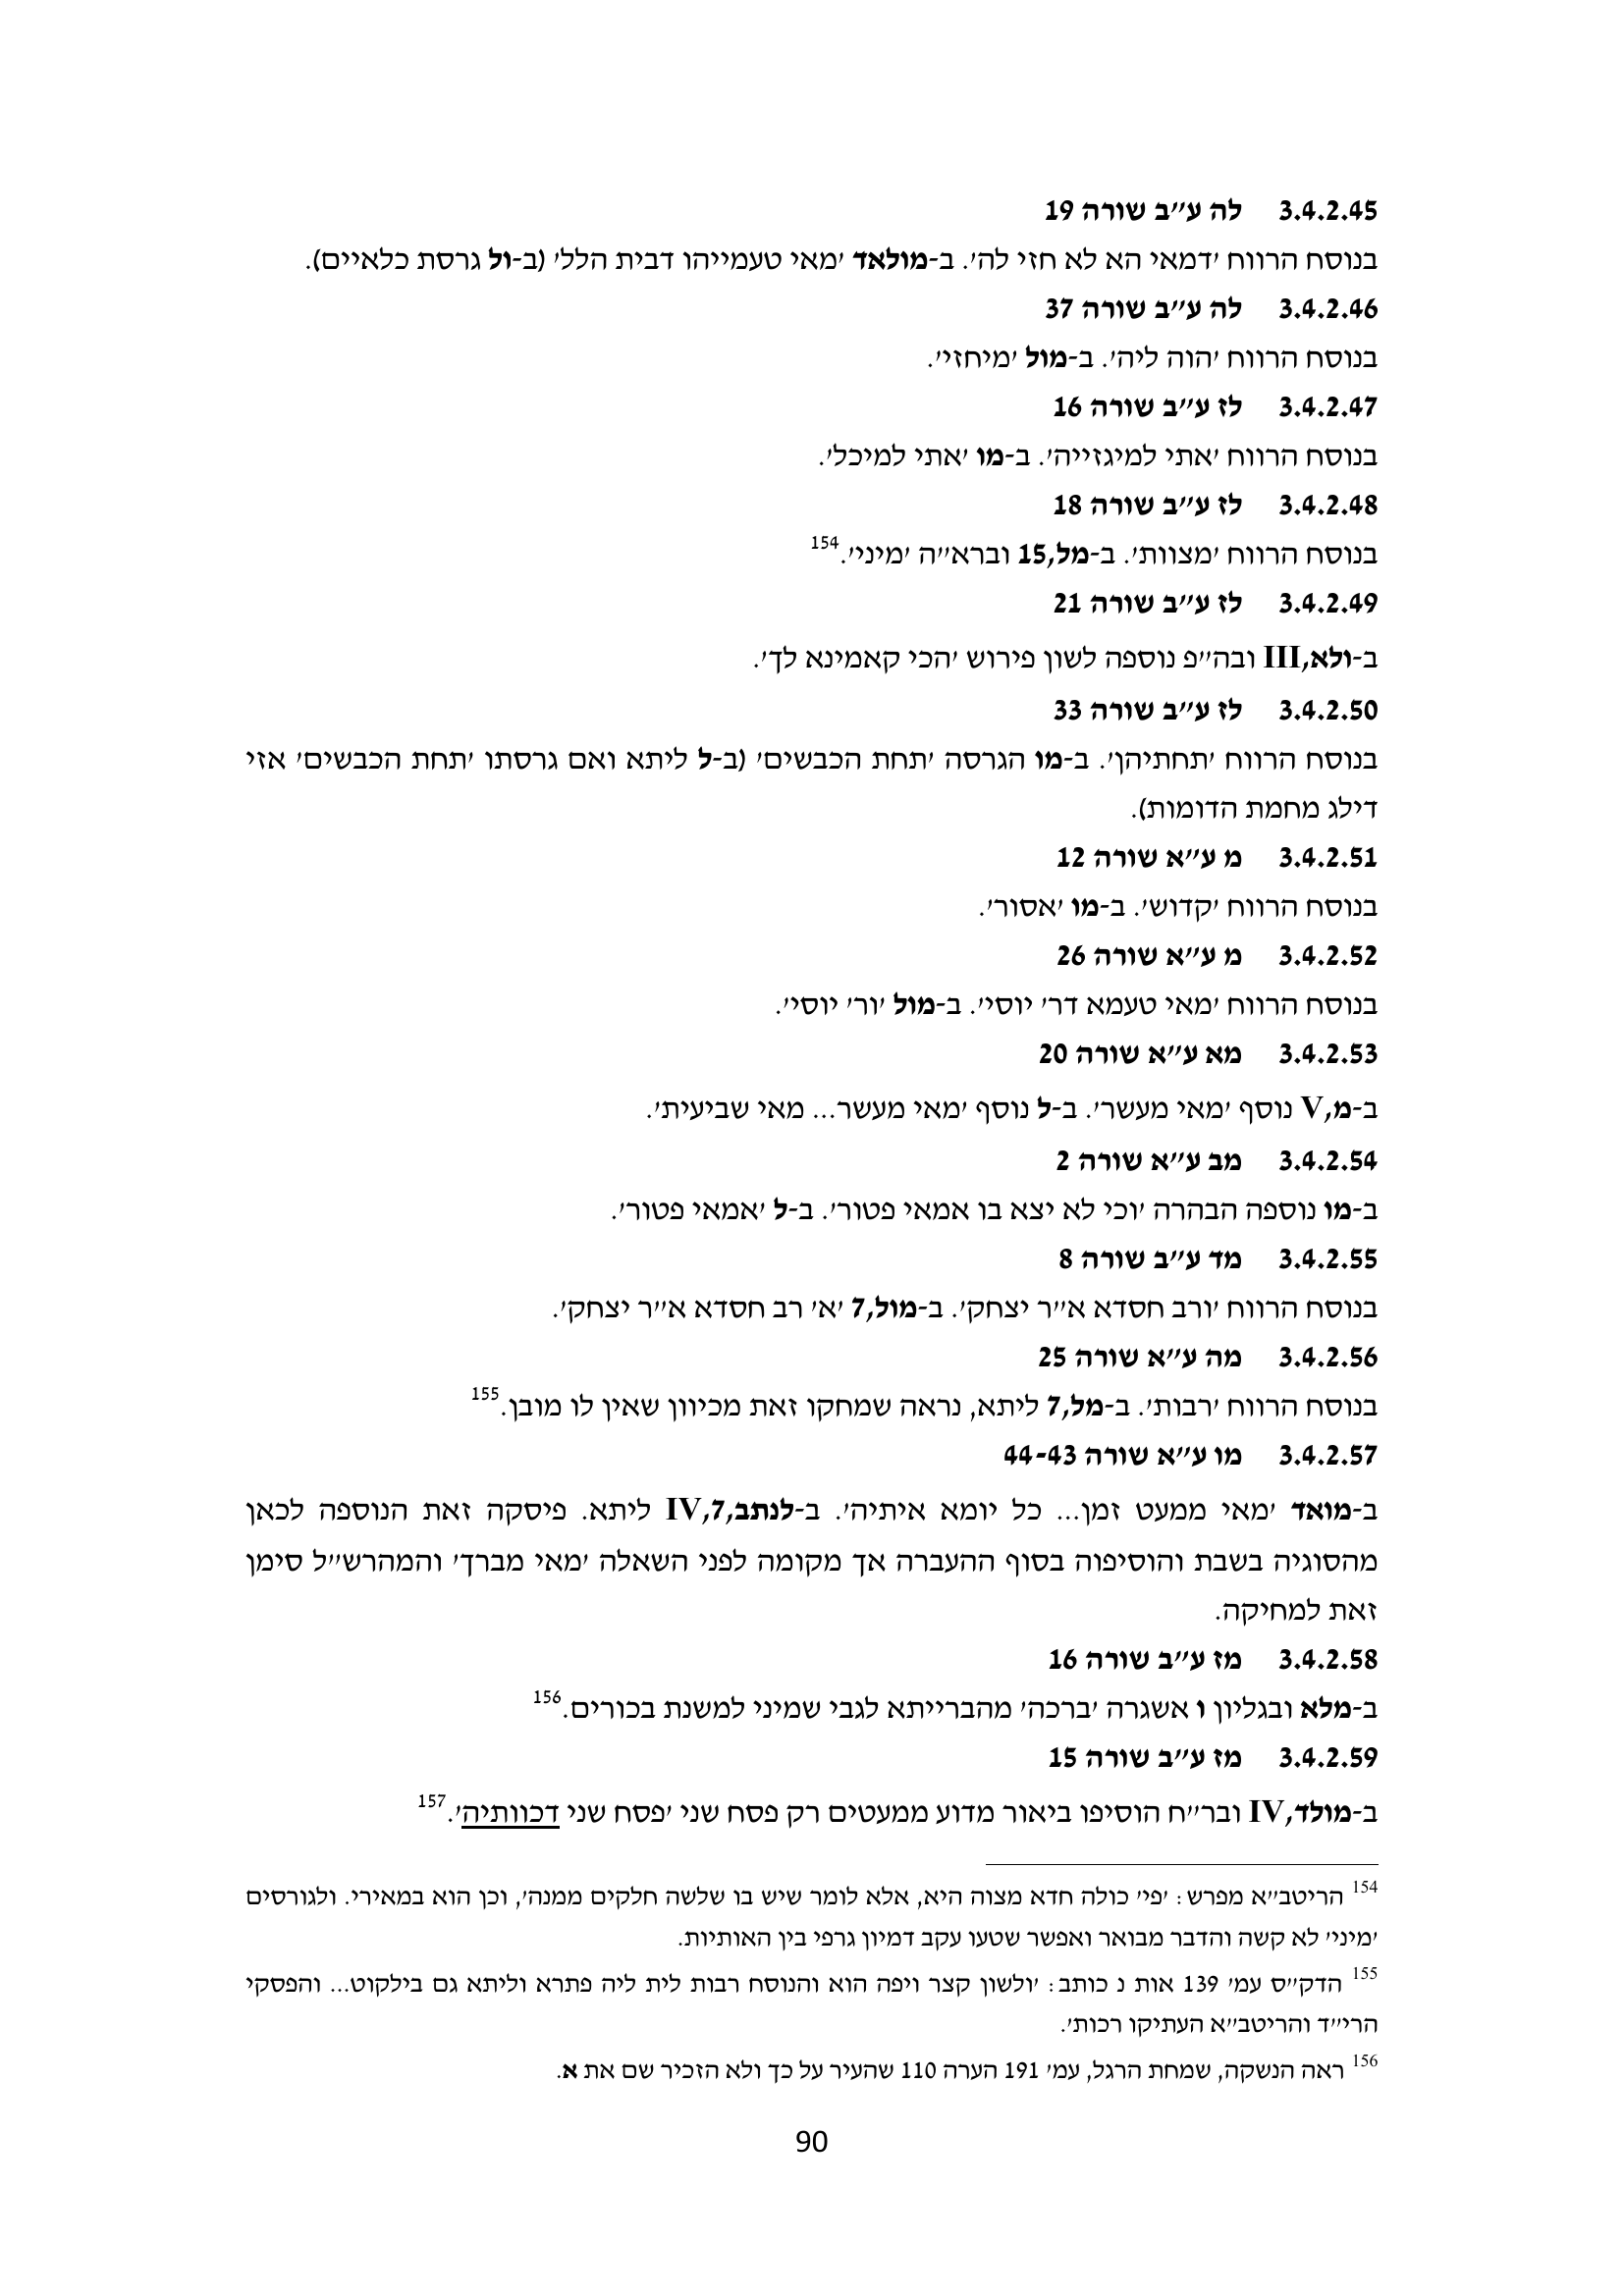 3.4.2.45 לה ע״ב שורה 19
בנוסח הרווח ׳דמאי הא לא חזי לה׳. ב-מולאד ׳מאי טעמייהו דבית הלל׳ (ב-ול גרסת כלאיים).
3.4.2.46 לה ע״ב שורה 37
בנוסח הרווח ׳הוה ליה׳. ב-מול ׳מיחזי׳.
3.4.2.47 לז ע״ב שורה 16
בנוסח הרווח ׳אתי למיגזייה׳. ב-מו ׳אתי למיכל׳.
3.4.2.48 לז ע״ב שורה 18
בנוסח הרווח ׳מצוות׳. ב-מל,15 ובראי״ה ׳מיני׳.154
3.4.2.49 לז ע״ב שורה 21
ב-ולא,III ובה״פ נוספה לשון פירוש ׳הכי קאמינא לך׳.
3.4.2.50 לז ע״ב שורה 33
בנוסח הרווח ׳תחתיהן׳. ב-מו הגרסה ׳תחת הכבשים׳ (ב-ל ליתא ואם גרסתו ׳תחת הכבשים׳ אזי
דילג מחמת הדומות).
3.4.2.51 מ ע״א שורה 12
בנוסח הרווח ׳קדוש׳. ב-מו ׳אסור׳.
3.4.2.52 מ ע״א שורה 26
בנוסח הרווח ׳מאי טעמא דר׳ יוסי׳. ב-מול ׳ור׳ יוסי׳.
3.4.2.53 מא ע״א שורה 20
ב-מ,V נוסף ׳מאי מעשר׳. ב-ל נוסף ׳מאי מעשר... מאי שביעית׳.
3.4.2.54 מב ע״א שורה 2
ב-מו נוספה הבהרה ׳וכי לא יצא בו אמאי פטור׳. ב-ל ׳אמאי פטור׳.
3.4.2.55 מד ע״ב שורה 8
בנוסח הרווח ׳ורב חסדא א״ר יצחק׳. ב-מול,7 ׳א׳ רב חסדא א״ר יצחק׳.
3.4.2.56 מה ע״א שורה 25
בנוסח הרווח ׳רבות׳. ב-מל,7 ליתא, נראה שמחקו זאת מכיוון שאין לו מובן.155
3.4.2.57 מו ע״א שורה 44-43
ב-מואד ׳מאי ממעט זמן... כל יומא איתיה׳. ב-לנתב,7,IV ליתא. פיסקה זאת הנוספה לכאן
מהסוגיה בשבת והוסיפוה בסוף ההעברה אך מקומה לפני השאלה ׳מאי מברך׳ והמהרש״ל סימן
זאת למחיקה.
3.4.2.58 מז ע״ב שורה 16
ב-מלא ובגליון ו אשגרה ׳ברכה׳ מהברייתא לגבי שמיני למשנת בכורים.156
3.4.2.59 מז ע״ב שורה 15
ב-מולד,IV ובר״ח הוסיפו ביאור מדוע ממעטים רק פסח שני ׳פסח שני דכוותיה׳.157
154 הריטב״א מפרש: ׳פי׳ כולה חדא מצוה היא, אלא לומר שיש בו שלשה חלקים ממנה׳, וכן הוא במאירי. ולגורסים
׳מיני׳ לא קשה והדבר מבואר ואפשר שטעו עקב דמיון גרפי בין האותיות.
155 הדק״ס עמ׳ 139 אות נ כותב: ׳ולשון קצר ויפה הוא והנוסח רבות לית ליה פתרא וליתא גם בילקוט... והפסקי
הרי״ד והריטב״א העתיקו רכות׳.
156 ראה הנשקה, שמחת הרגל, עמ׳ 191 הערה 110 שהעיר על כך ולא הזכיר שם את א.
90